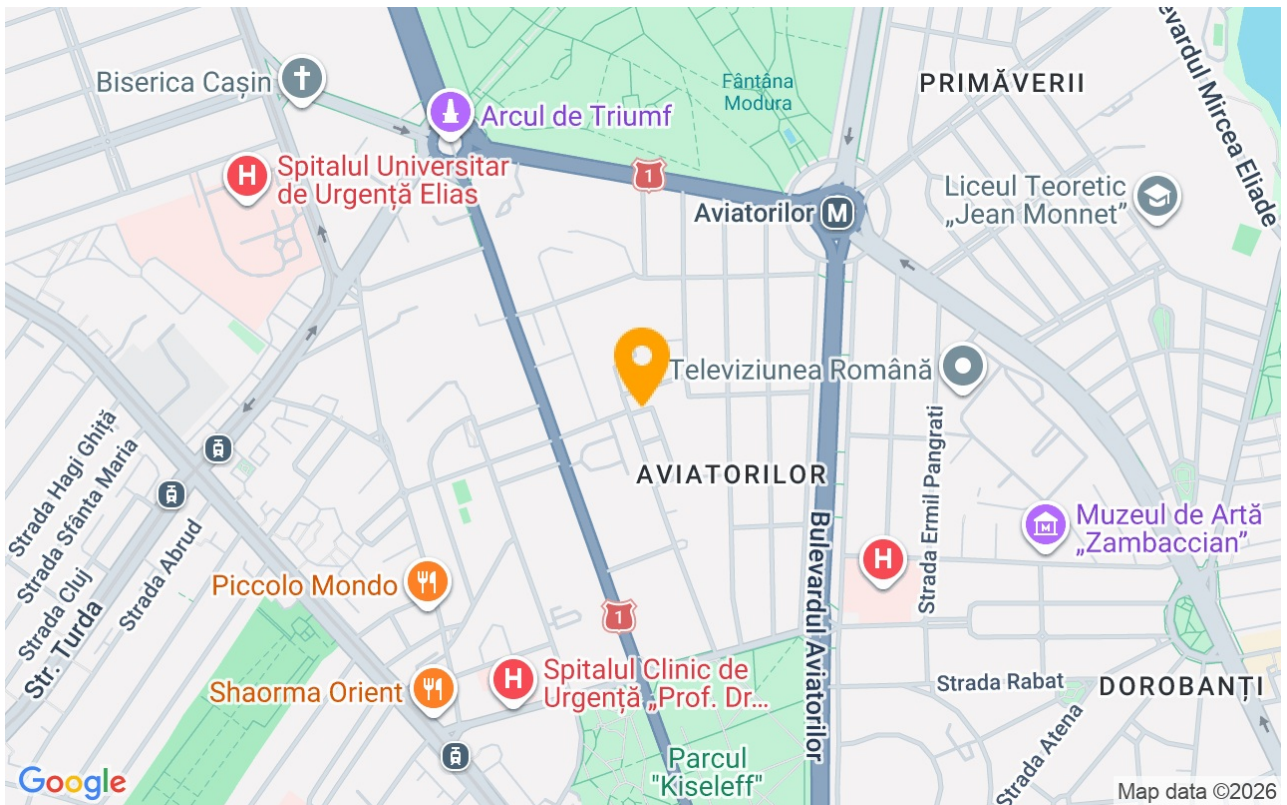 Biserica Cașin
Arcul de Triumf
Fântâna
Modura
PRIMĂVERII
evardul Mircea Eliade
Spitalul Universitar
de Urgență Elias
H
1
Aviatorilor
M
Liceul Teoretic
„Jean Monnet”
Televiziunea Română
Strada Hagi Ghiță
Strada Sfânta Maria
Strada Cluj
Str. Turda
Strada Abrud
AVIATORILOR
Bulevardul Aviatorilor
Strada Ermil Pangrati
H
Muzeul de Artă
„Zambaccian”
Piccolo Mondo
1
Shaorma Orient
H
Spitalul Clinic de
Urgență „Prof. Dr...
Strada Rabat
DOROBANȚI
Strada Atena
Parcul
"Kiseleff"
Google
Map data ©2026